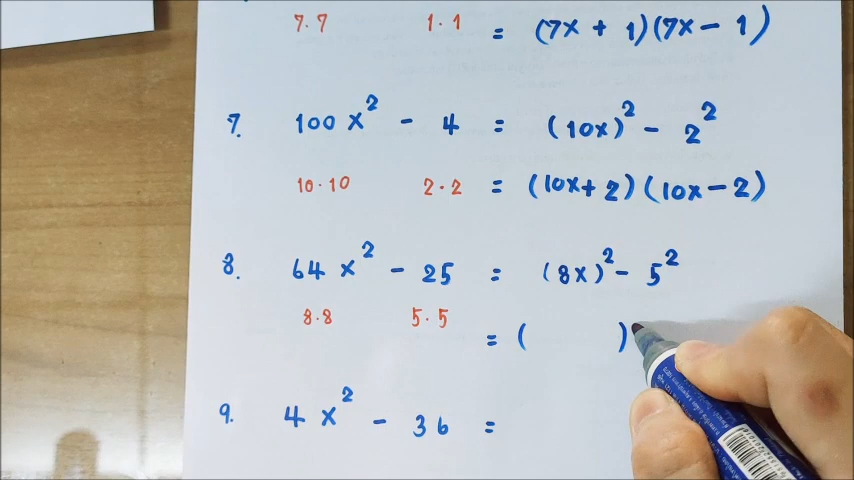 7·7 1·1 = (7x + 1)(7x - 1)
7. 100x² - 4 = (10x)² - 2²
10·10 2·2 = (10x+2)(10x-2)
8. 64x² - 25 = (8x)² - 5²
8·8 5·5
= ( )
9. 4x² - 36 =